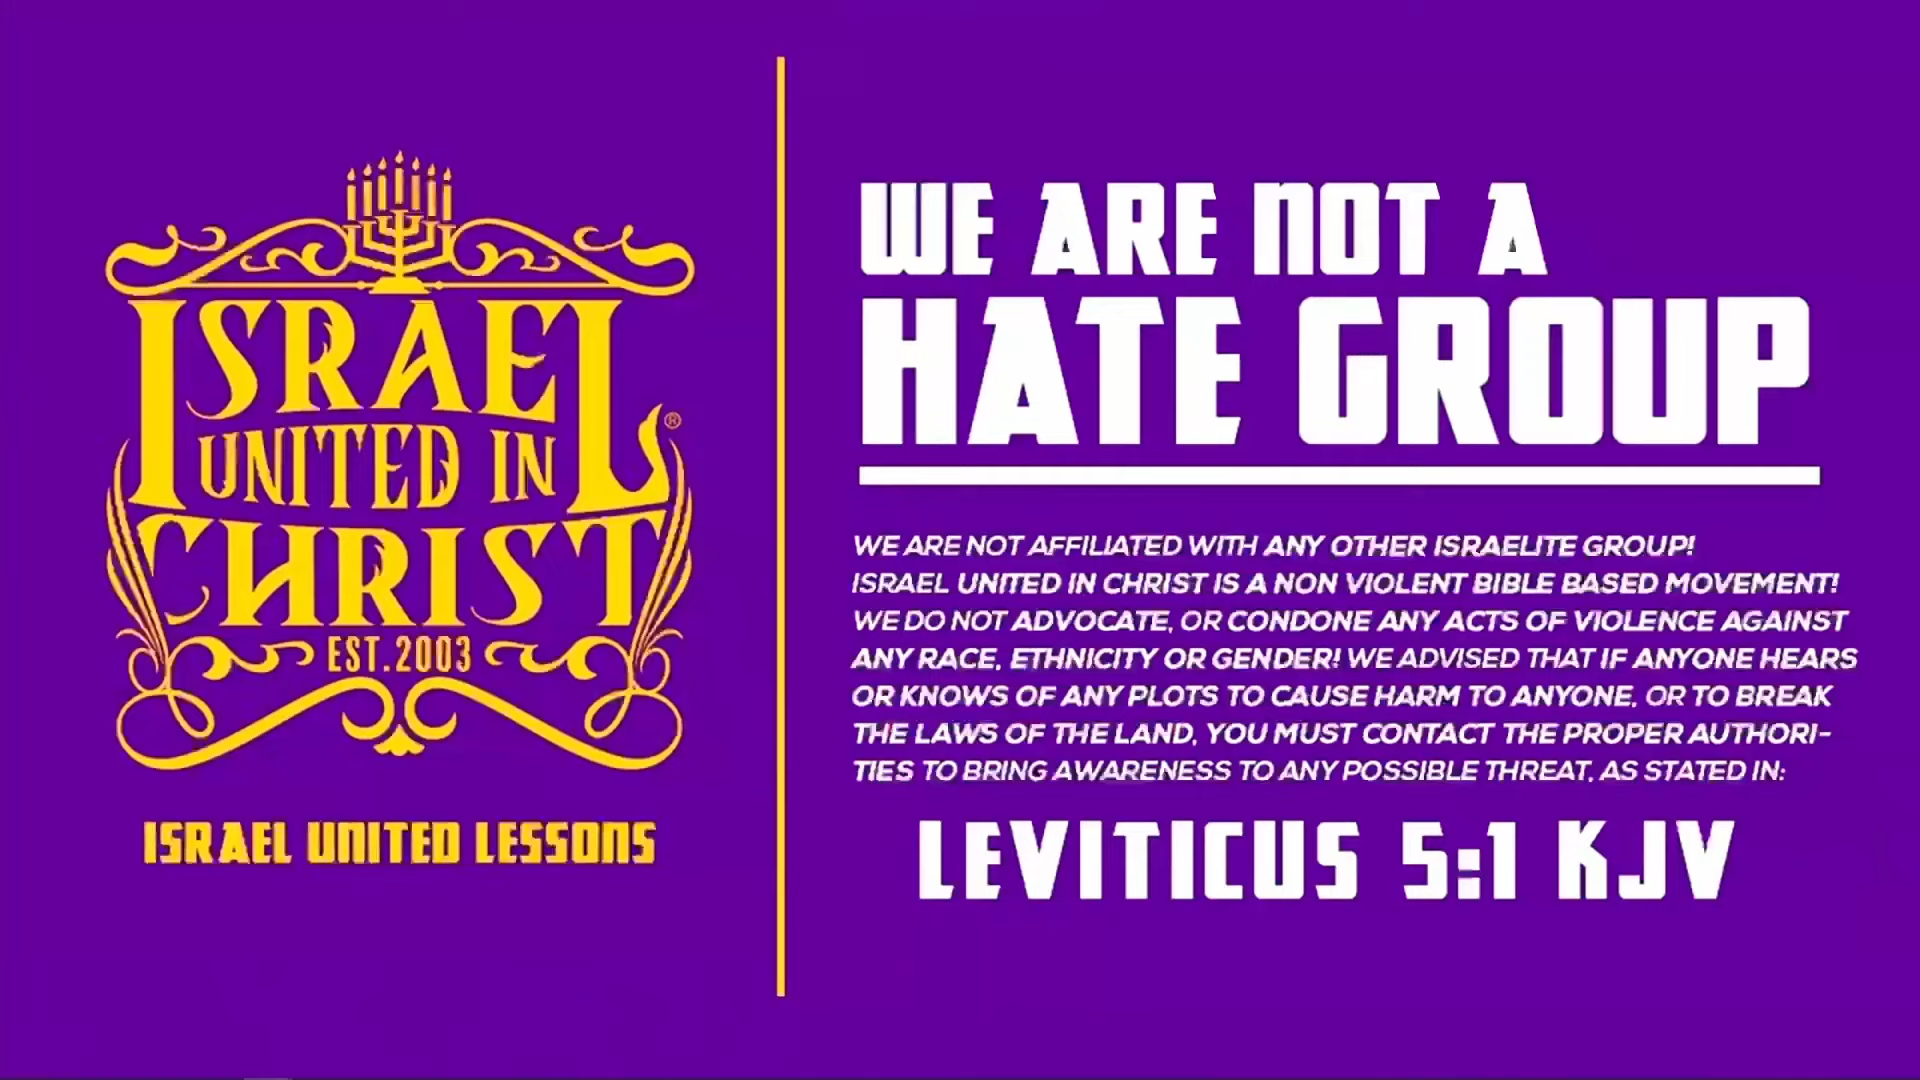 ISRAEL
UNITED IN
CHRIST
®
EST.2003
ISRAEL UNITED LESSONS
WE ARE NOT A
HATE GROUP
WE ARE NOT AFFILIATED WITH ANY OTHER ISRAELITE GROUP!
ISRAEL UNITED IN CHRIST IS A NON VIOLENT BIBLE BASED MOVEMENT!
WE DO NOT ADVOCATE, OR CONDONE ANY ACTS OF VIOLENCE AGAINST
ANY RACE, ETHNICITY OR GENDER! WE ADVISED THAT IF ANYONE HEARS
OR KNOWS OF ANY PLOTS TO CAUSE HARM TO ANYONE, OR TO BREAK
THE LAWS OF THE LAND, YOU MUST CONTACT THE PROPER AUTHORI-
TIES TO BRING AWARENESS TO ANY POSSIBLE THREAT, AS STATED IN:
LEVITICUS 5:1 KJV